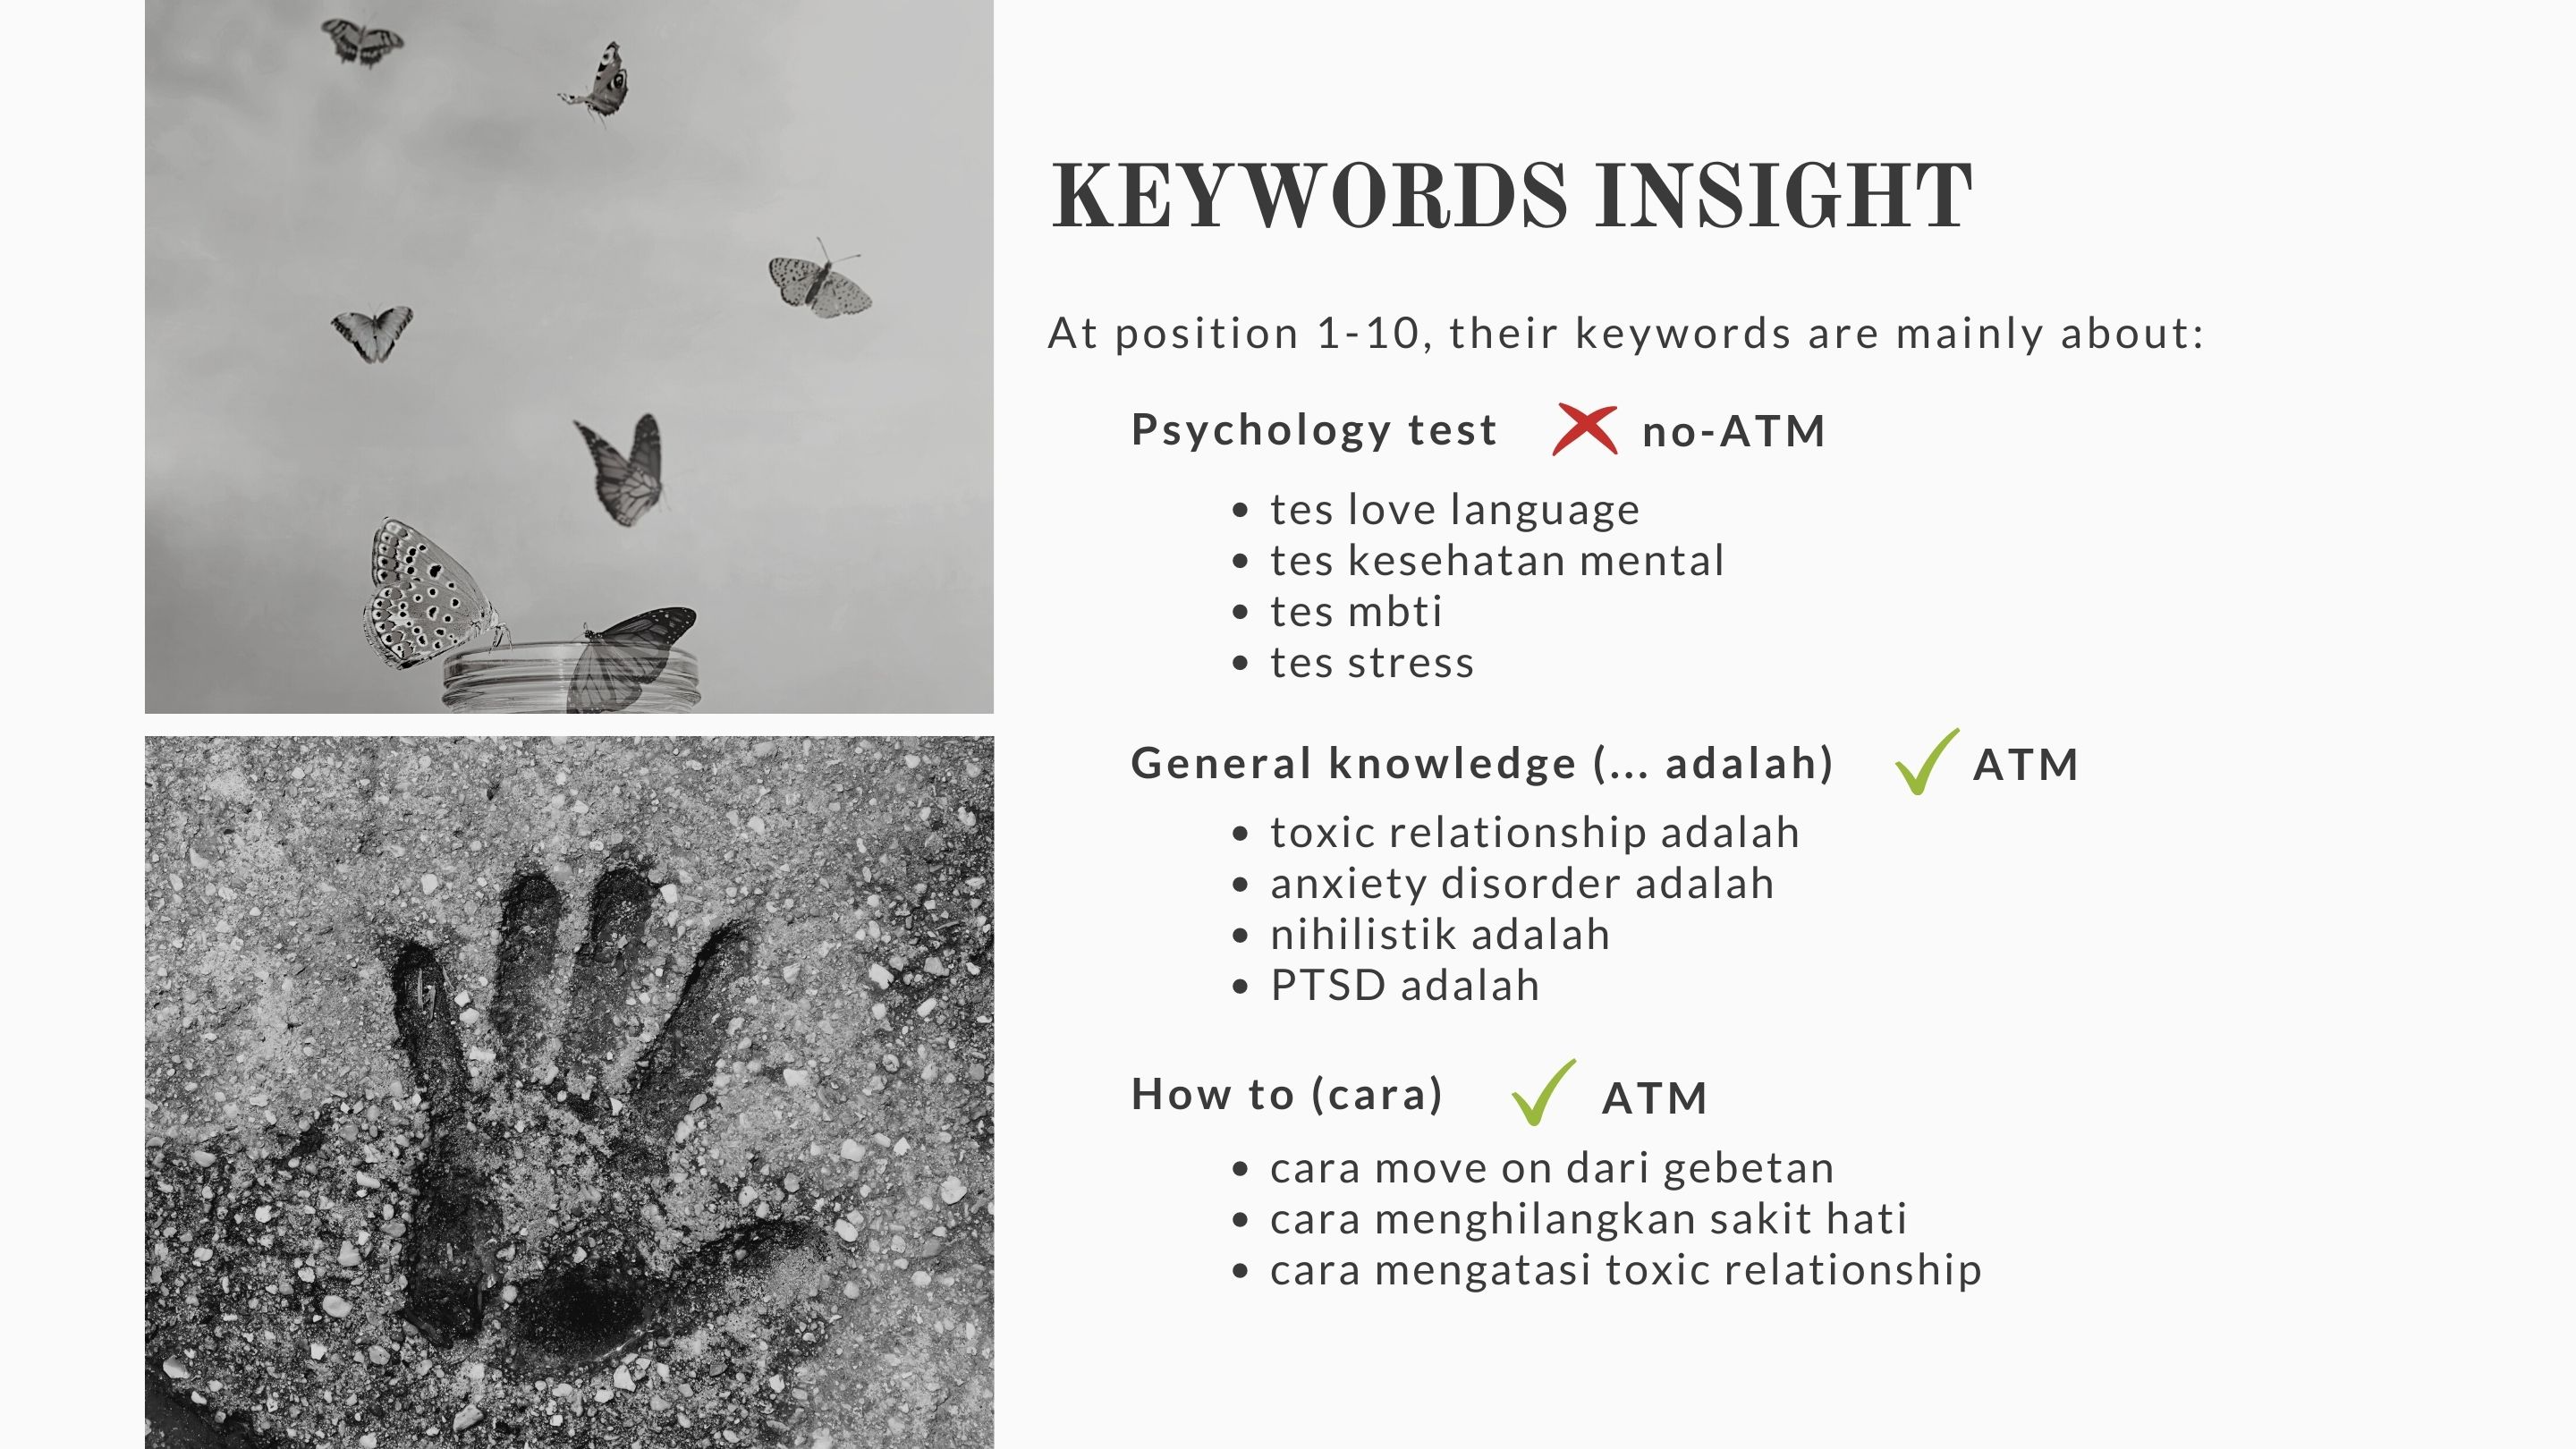 KEYWORDS INSIGHT
At position 1-10, their keywords are mainly about:
Psychology test no-ATM
• tes love language
• tes kesehatan mental
• tes mbti
• tes stress
General knowledge (... adalah) ATM
• toxic relationship adalah
• anxiety disorder adalah
• nihilistik adalah
• PTSD adalah
How to (cara) ATM
• cara move on dari gebetan
• cara menghilangkan sakit hati
• cara mengatasi toxic relationship